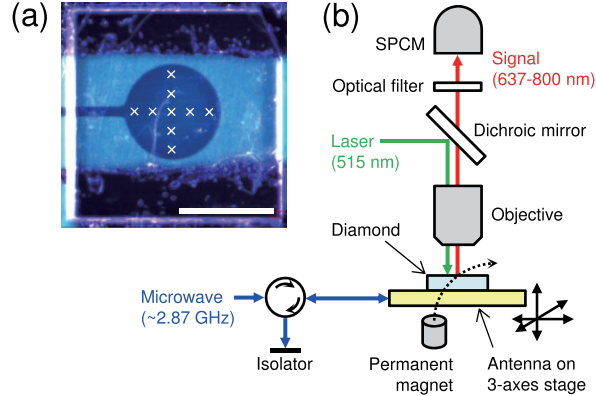 (a)
(b)
SPCM
Signal
(637-800 nm)
Optical filter
Dichroic mirror
Laser
(515 nm)
Objective
Diamond
Microwave
(~2.87 GHz)
Isolator
Permanent
magnet
Antenna on
3-axes stage